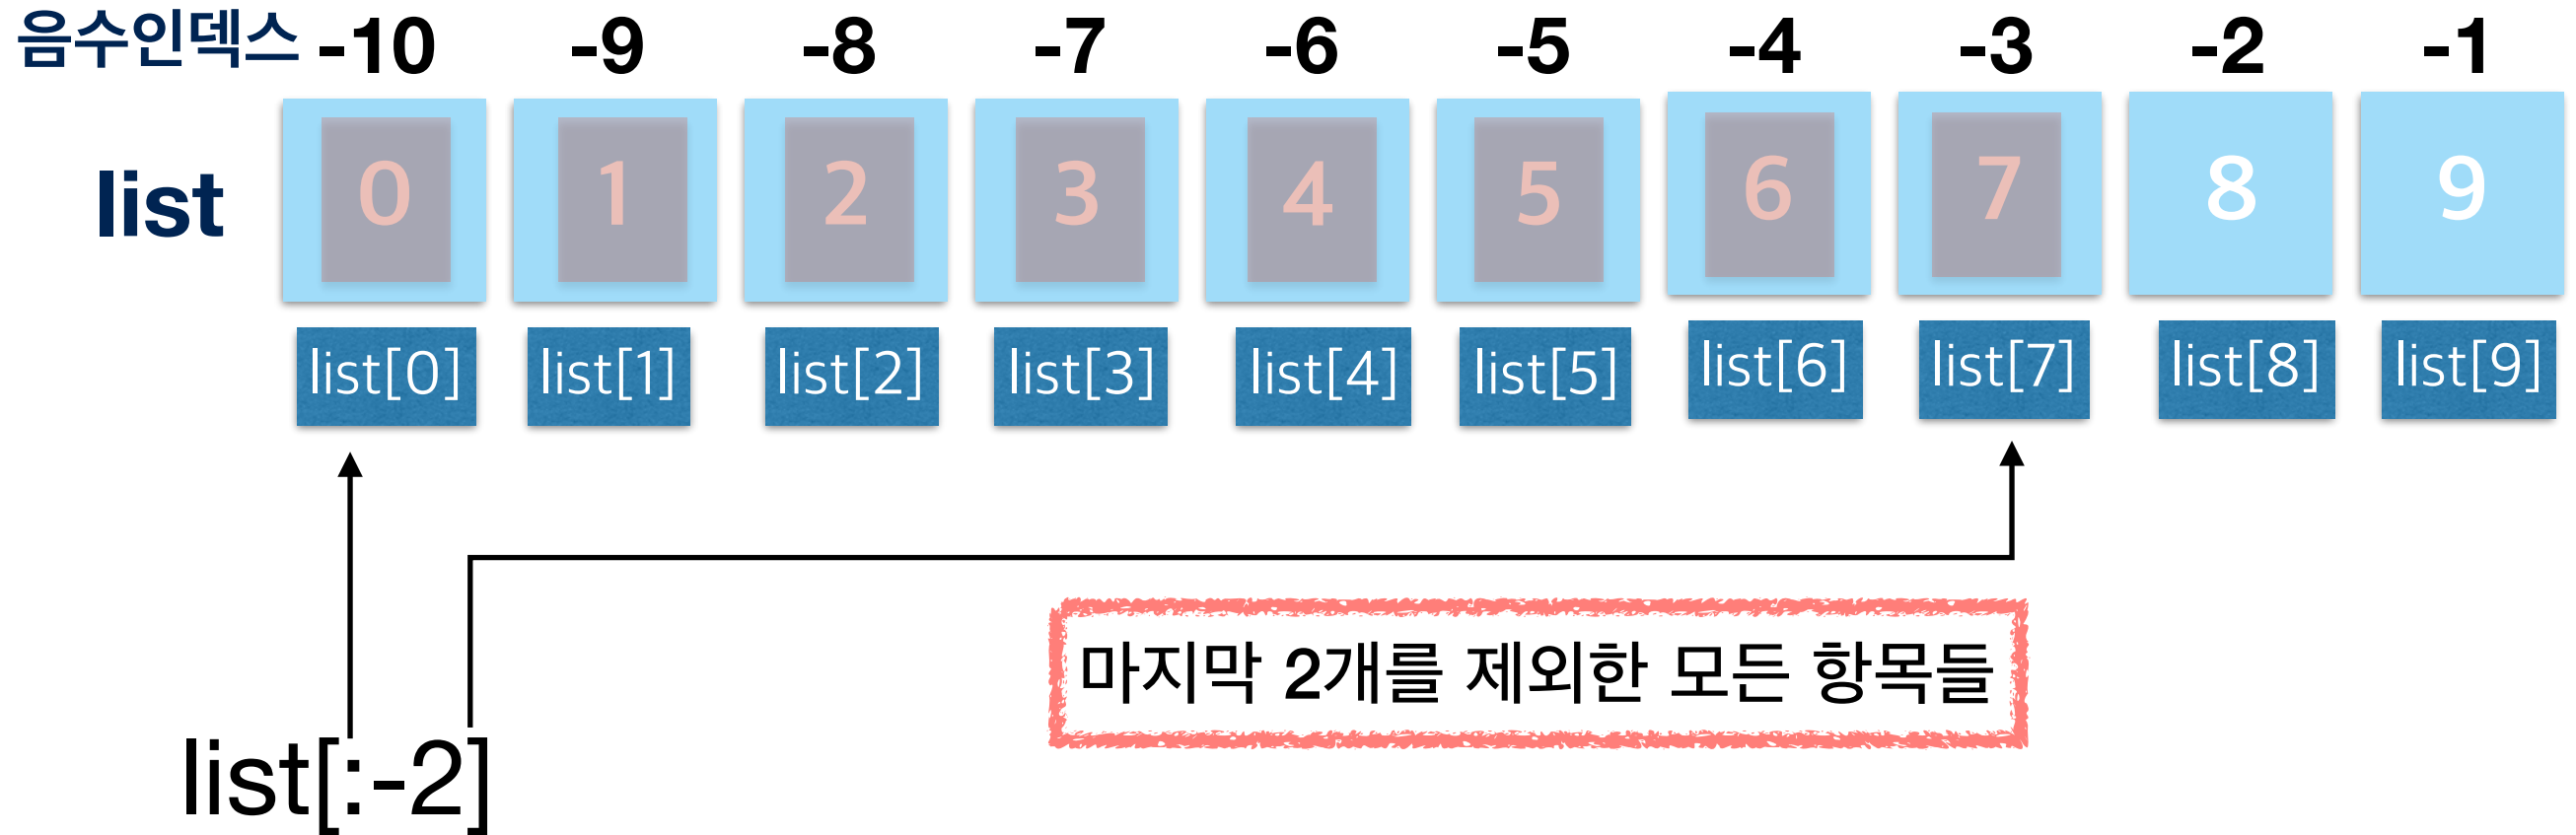 음수인덱스 -10 -9 -8 -7 -6 -5 -4 -3 -2 -1
list 0 1 2 3 4 5 6 7 8 9
list[0] list[1] list[2] list[3] list[4] list[5] list[6] list[7] list[8] list[9]
마지막 2개를 제외한 모든 항목들
list[:-2]